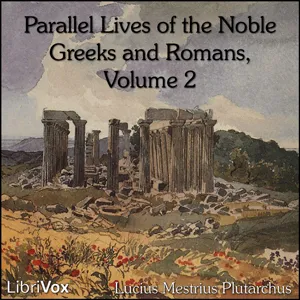 Parallel Lives of the Noble
Greeks and Romans,
Volume 2
LibriVox
Lucius Mestrius Plutarchus